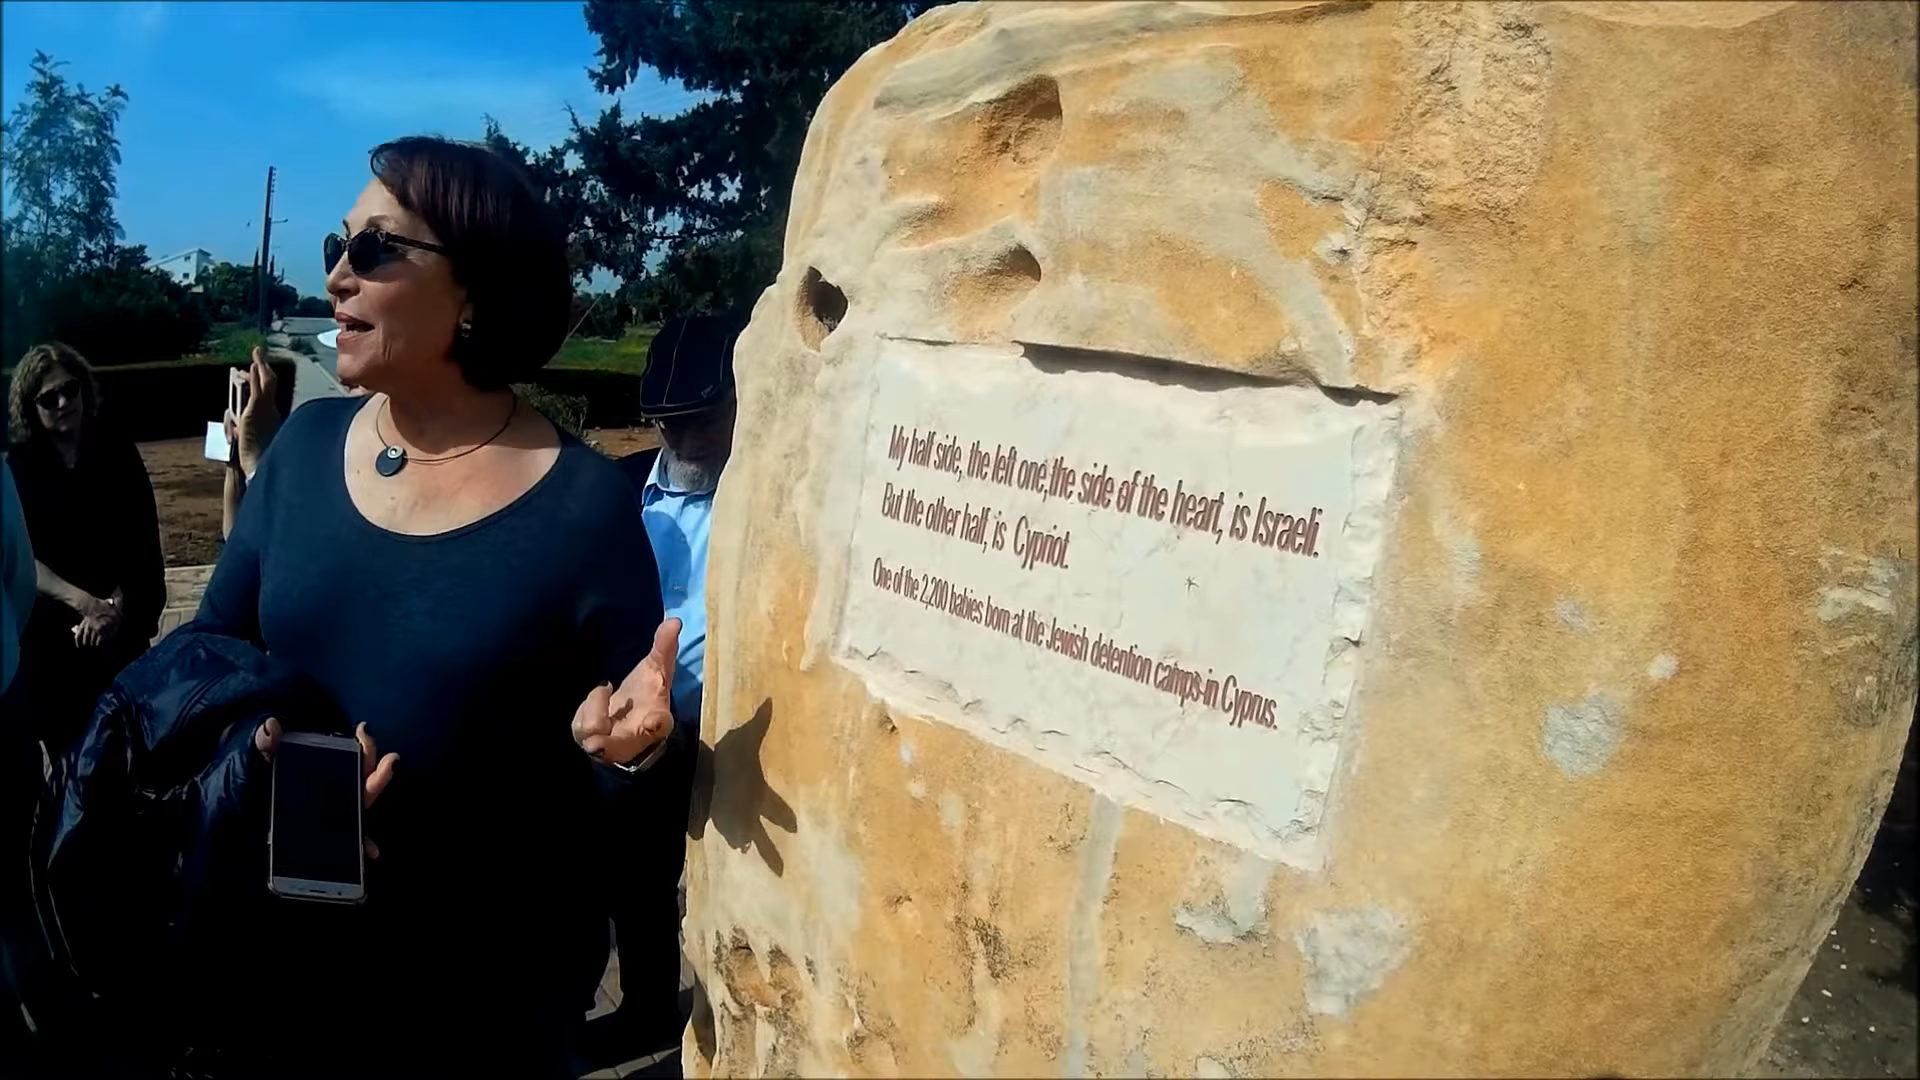 My half side, the left one,the side of the heart, is Israeli.
But the other half, is Cypriot.
One of the 2,200 babies born at the Jewish detention camps in Cyprus.